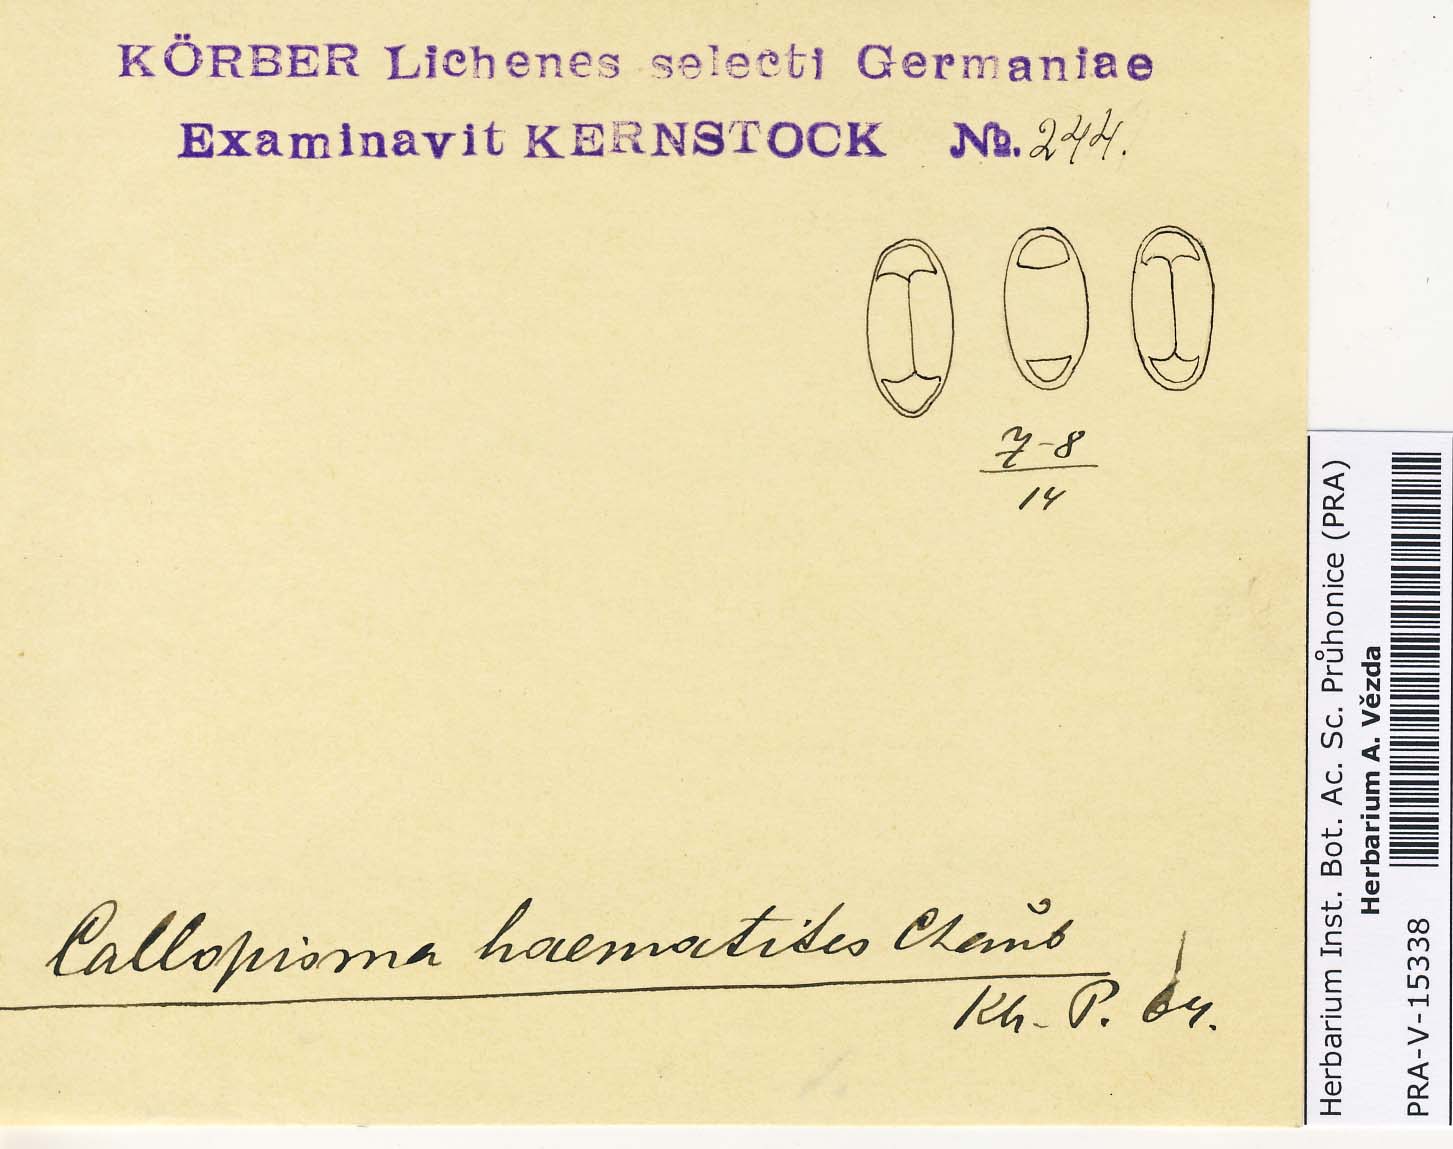 KÖRBER Lichenes selecti Germaniae
Examinavit KERNSTOCK № 244.
7-8
14
Callopisma haematites Chaub
Kh. P. 64.
Herbarium Inst. Bot. Ac. Sc. Průhonice (PRA)
Herbarium A. Vězda
PRA-V-15338